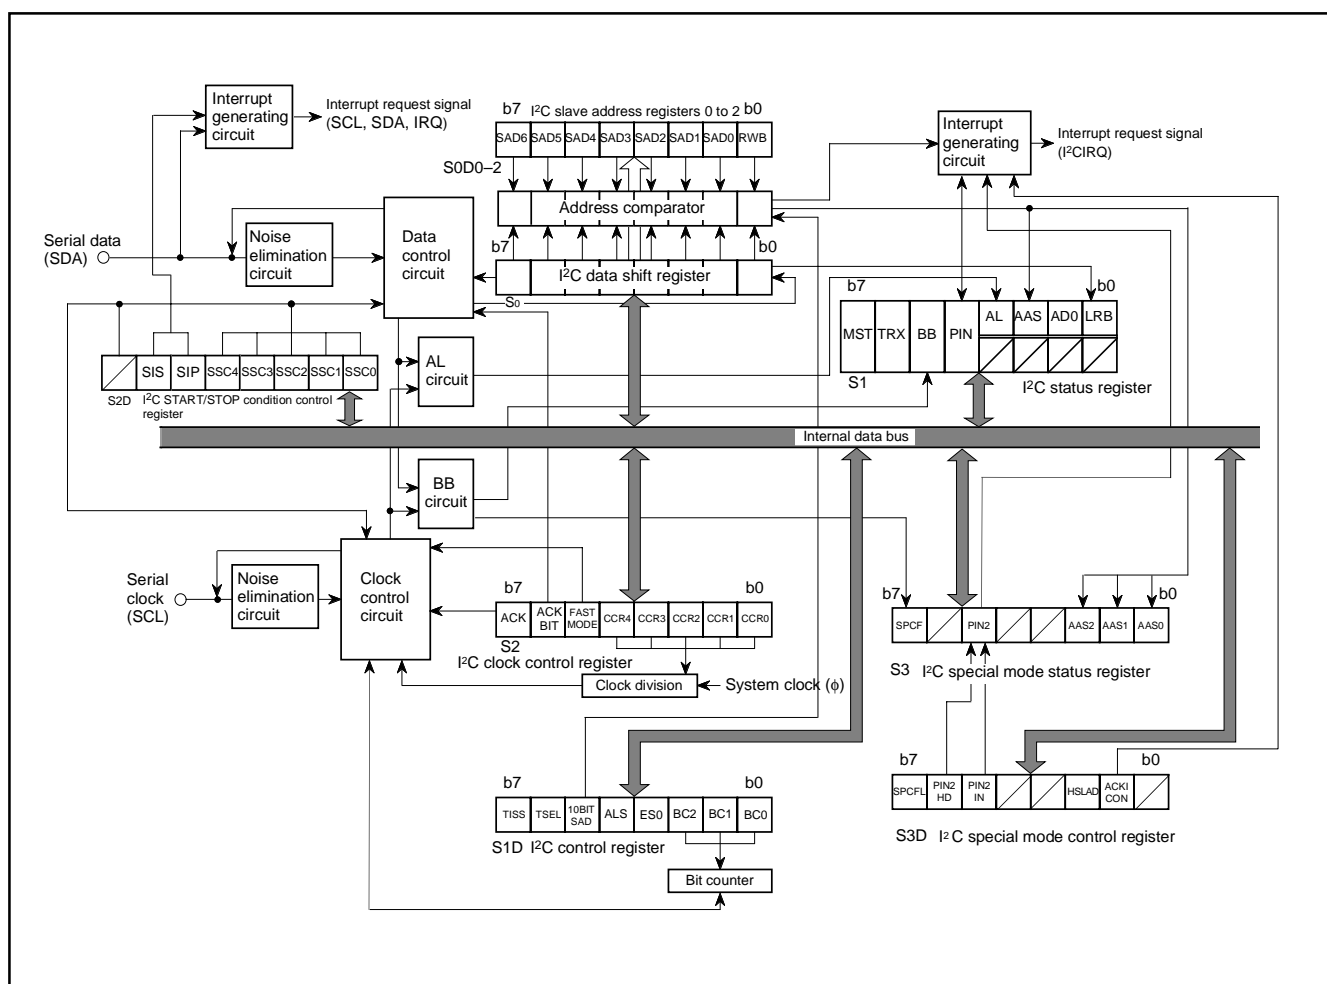 Interrupt
generating
circuit
Interrupt request signal
(SCL, SDA, IRQ)
b7 I²C slave address registers 0 to 2 b0
SAD6 SAD5 SAD4 SAD3 SAD2 SAD1 SAD0 RWB
S0D0–2
Interrupt
generating
circuit
Interrupt request signal
(I²CIRQ)
Address comparator
Serial data
(SDA)
Noise
elimination
circuit
Data
control
circuit
b7 b0
I²C data shift register
S0
b7 b0
MST TRX BB PIN AL AAS AD0 LRB
S1
I²C status register
SIS SIP SSC4 SSC3 SSC2 SSC1 SSC0
S2D I²C START/STOP condition control
register
AL
circuit
Internal data bus
BB
circuit
Serial
clock
(SCL)
Noise
elimination
circuit
Clock
control
circuit
b7 b0
ACK ACK BIT FAST MODE CCR4 CCR3 CCR2 CCR1 CCR0
S2
I²C clock control register
Clock division
System clock (ϕ)
b7 b0
SPCF PIN2 AAS2 AAS1 AAS0
S3 I²C special mode status register
b7 b0
TISS TSEL 10BIT SAD ALS ES0 BC2 BC1 BC0
S1D I²C control register
Bit counter
b7 b0
SPCFL PIN2 HD PIN2 IN HSLAD ACKI CON
S3D I² C special mode control register